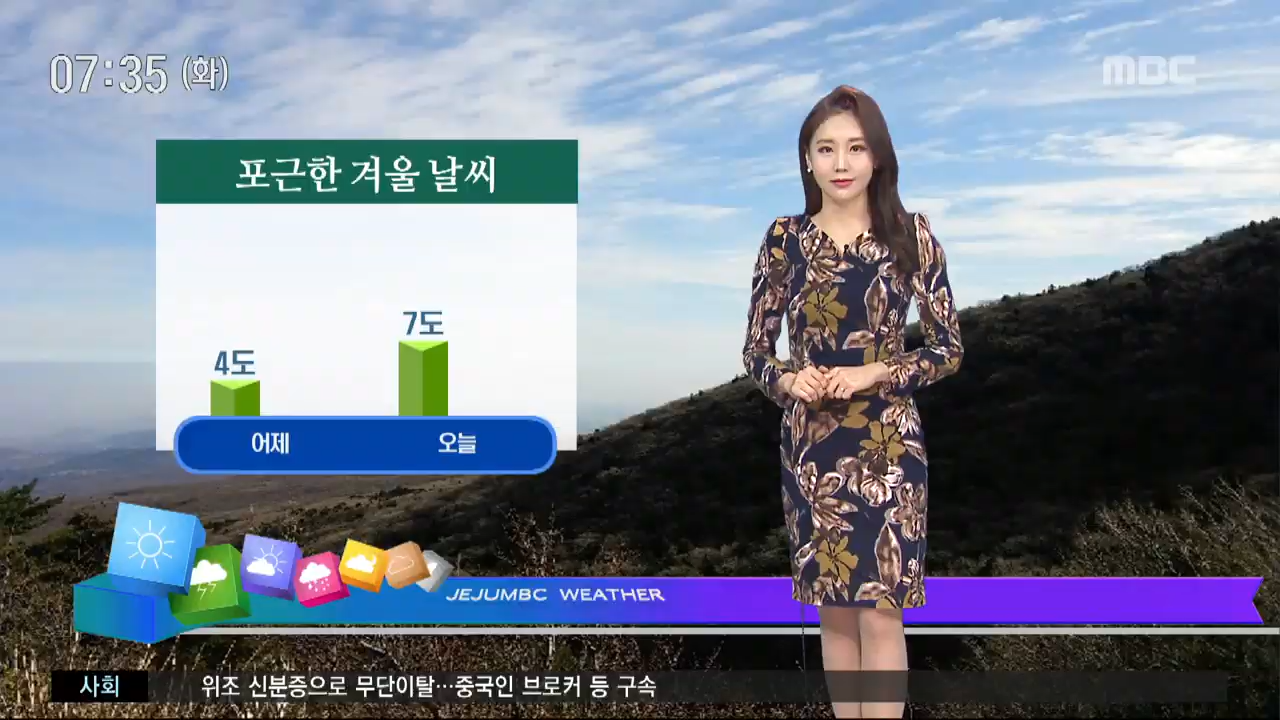 07:35 (화)
MBC
포근한 겨울 날씨
4도
7도
어제
오늘
JEJUMBC WEATHER
사회
위조 신분증으로 무단이탈…중국인 브로커 등 구속